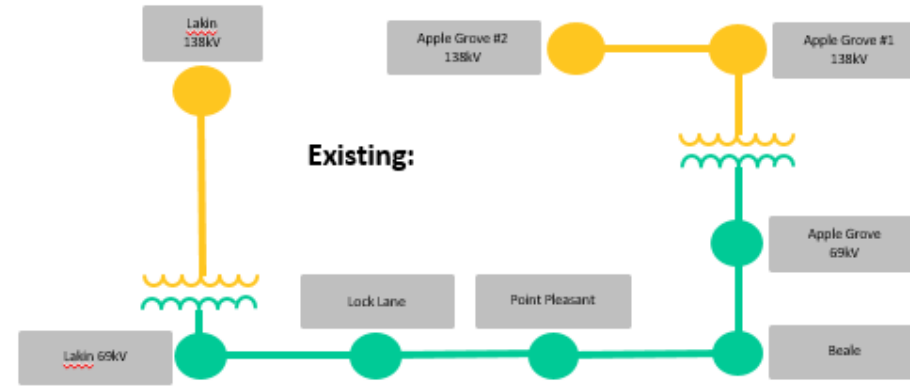 Lakin
138kV
Apple Grove #2
138kV
Apple Grove #1
138kV
Existing:
Apple Grove
69kV
Lock Lane
Point Pleasant
Lakin 69kV
Beale